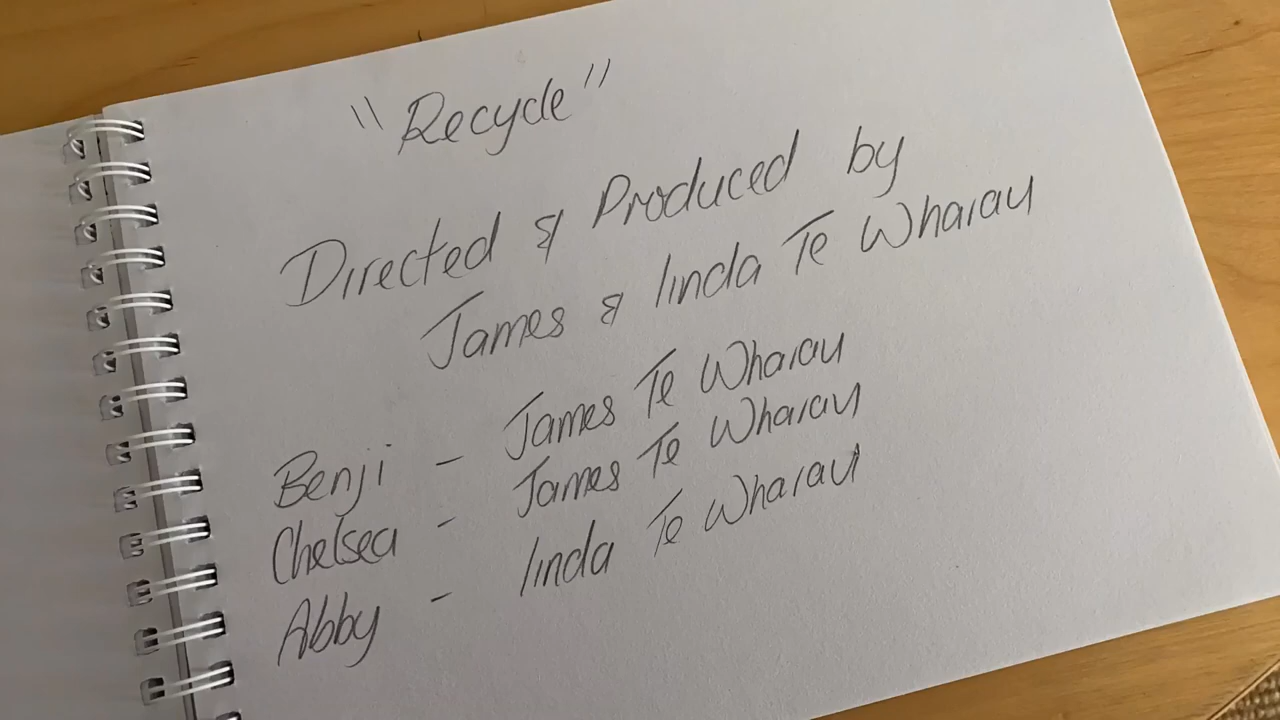 "Recycle"
Directed & Produced by
James & linda Te Wharau
Benji - James Te Wharau
Chelsea - James Te Wharau
Abby - linda Te Wharau